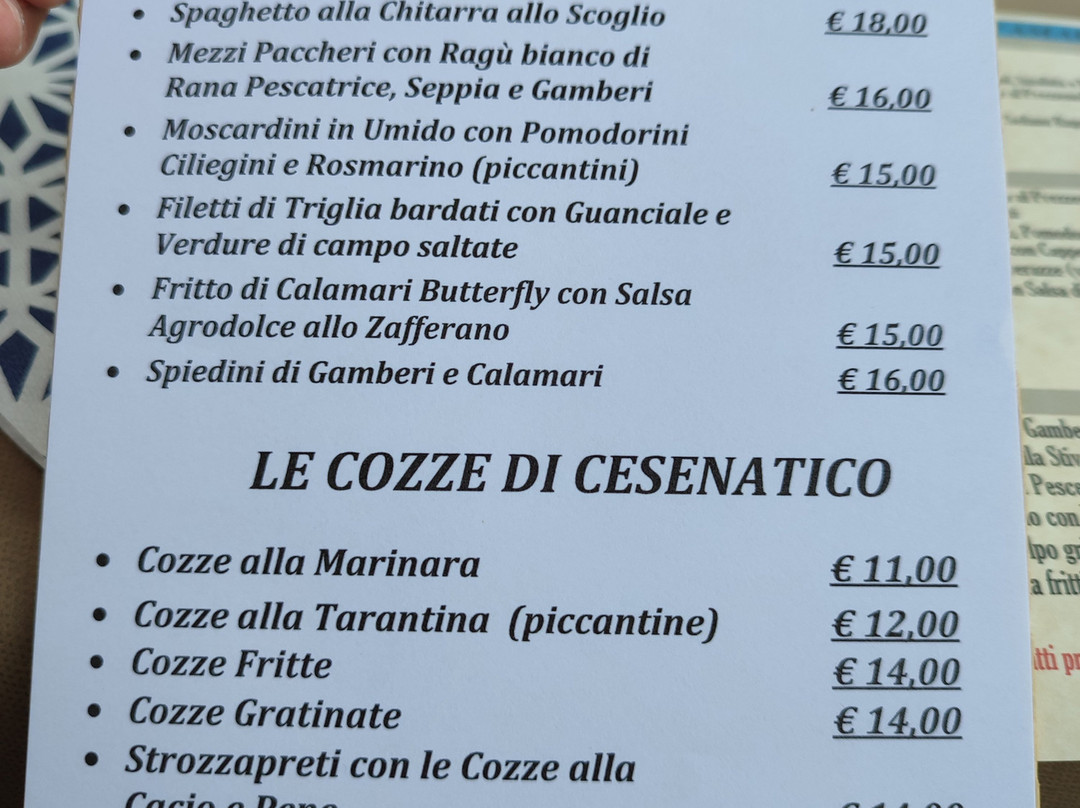 Spaghetto alla Chitarra allo Scoglio € 18,00
Mezzi Paccheri con Ragù bianco di
Rana Pescatrice, Seppia e Gamberi € 16,00
Moscardini in Umido con Pomodorini
Ciliegini e Rosmarino (piccantini) € 15,00
Filetti di Triglia bardati con Guanciale e
Verdure di campo saltate € 15,00
Fritto di Calamari Butterfly con Salsa
Agrodolce allo Zafferano € 15,00
Spiedini di Gamberi e Calamari € 16,00
LE COZZE DI CESENATICO
Cozze alla Marinara € 11,00
Cozze alla Tarantina (piccantine) € 12,00
Cozze Fritte € 14,00
Cozze Gratinate € 14,00
Strozzapreti con le Cozze alla
Cacio e Pepe